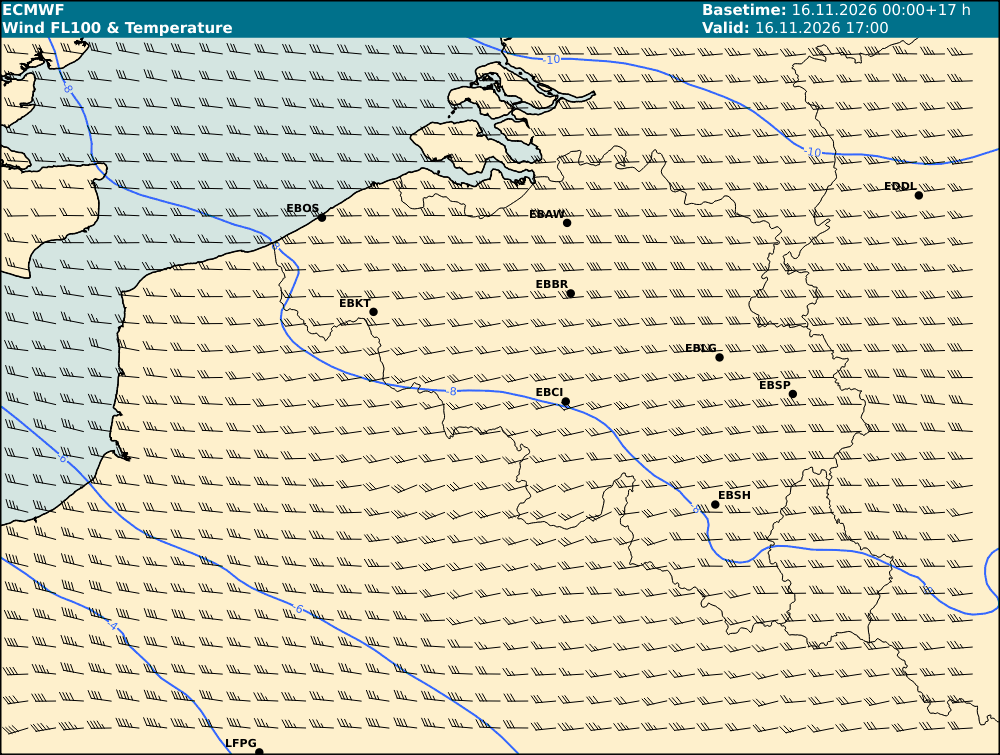 ECMWF
Wind FL100 & Temperature
Basetime: 16.11.2026 00:00+17 h
Valid: 16.11.2026 17:00
-10
-8
-10
EDDL
EBOS
EBAW
EBBR
EBKT
EBLG
EBSP
-8
EBCI
-6
EBSH
-8
-6
-4
LFPG